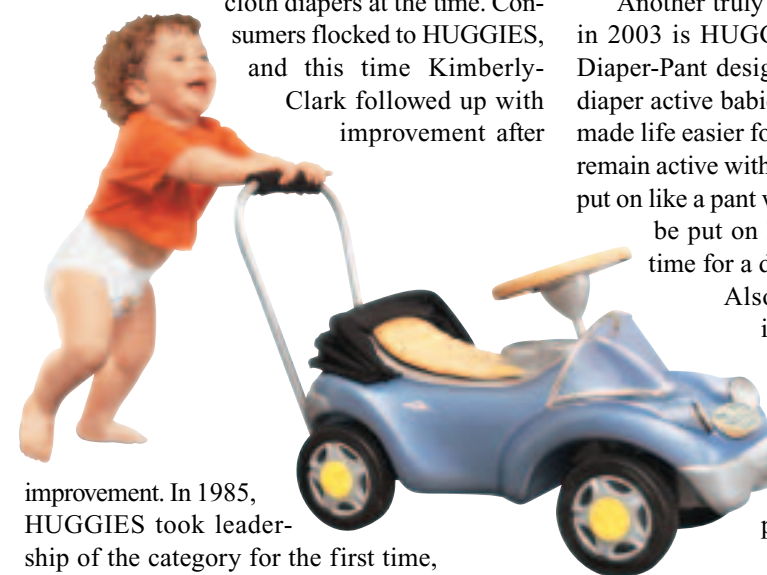 cloth diapers at the time. Con-
sumers flocked to HUGGIES,
and this time Kimberly-
Clark followed up with
improvement after
improvement. In 1985,
HUGGIES took leader-
ship of the category for the first time,
Another truly
in 2003 is HUGG
Diaper-Pant desig
diaper active babi
made life easier fo
remain active with
put on like a pant
be put on
time for a d
Also